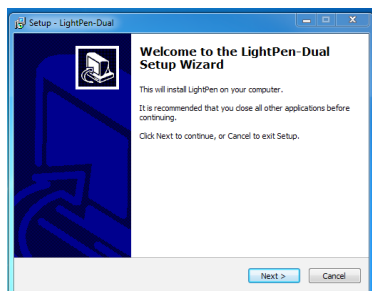 Setup - LightPen-Dual
Welcome to the LightPen-Dual
Setup Wizard
This will install LightPen on your computer.
It is recommended that you close all other applications before
continuing.
Click Next to continue, or Cancel to exit Setup.
Next >
Cancel